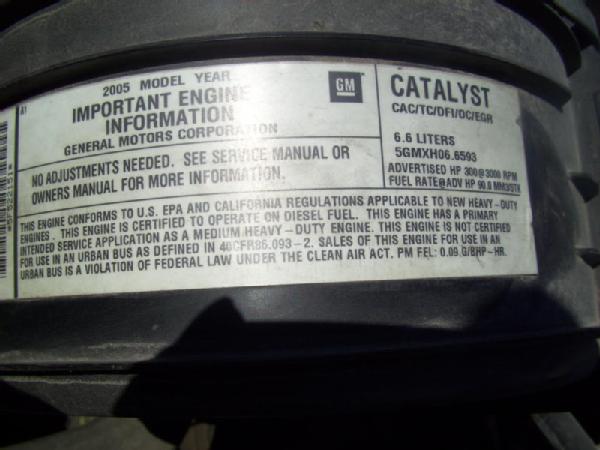 A1
2005 MODEL YEAR
IMPORTANT ENGINE
INFORMATION
GENERAL MOTORS CORPORATION
GM
NO ADJUSTMENTS NEEDED. SEE SERVICE MANUAL OR
OWNERS MANUAL FOR MORE INFORMATION.
CATALYST
CAC/TC/DFI/OC/EGR
6.6 LITERS
5GMXH06.6593
ADVERTISED HP 300@3000 RPM
FUEL RATE@ADV HP 90.0 MM3/STK
THIS ENGINE CONFORMS TO U.S. EPA AND CALIFORNIA REGULATIONS APPLICABLE TO NEW HEAVY-DUTY
ENGINES. THIS ENGINE IS CERTIFIED TO OPERATE ON DIESEL FUEL. THIS ENGINE HAS A PRIMARY
INTENDED SERVICE APPLICATION AS A MEDIUM HEAVY-DUTY ENGINE. THIS ENGINE IS NOT CERTIFIED
FOR USE IN AN URBAN BUS AS DEFINED IN 40CFR86.093-2. SALES OF THIS ENGINE FOR USE IN AN
URBAN BUS IS A VIOLATION OF FEDERAL LAW UNDER THE CLEAN AIR ACT. PM FEL: 0.09 G/BHP-HR.